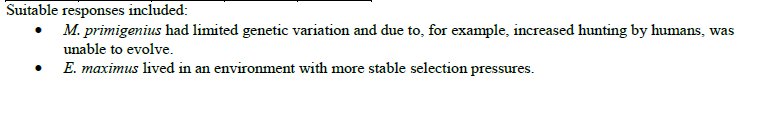 Suitable responses included:
• M. primigenius had limited genetic variation and due to, for example, increased hunting by humans, was
unable to evolve.
• E. maximus lived in an environment with more stable selection pressures.